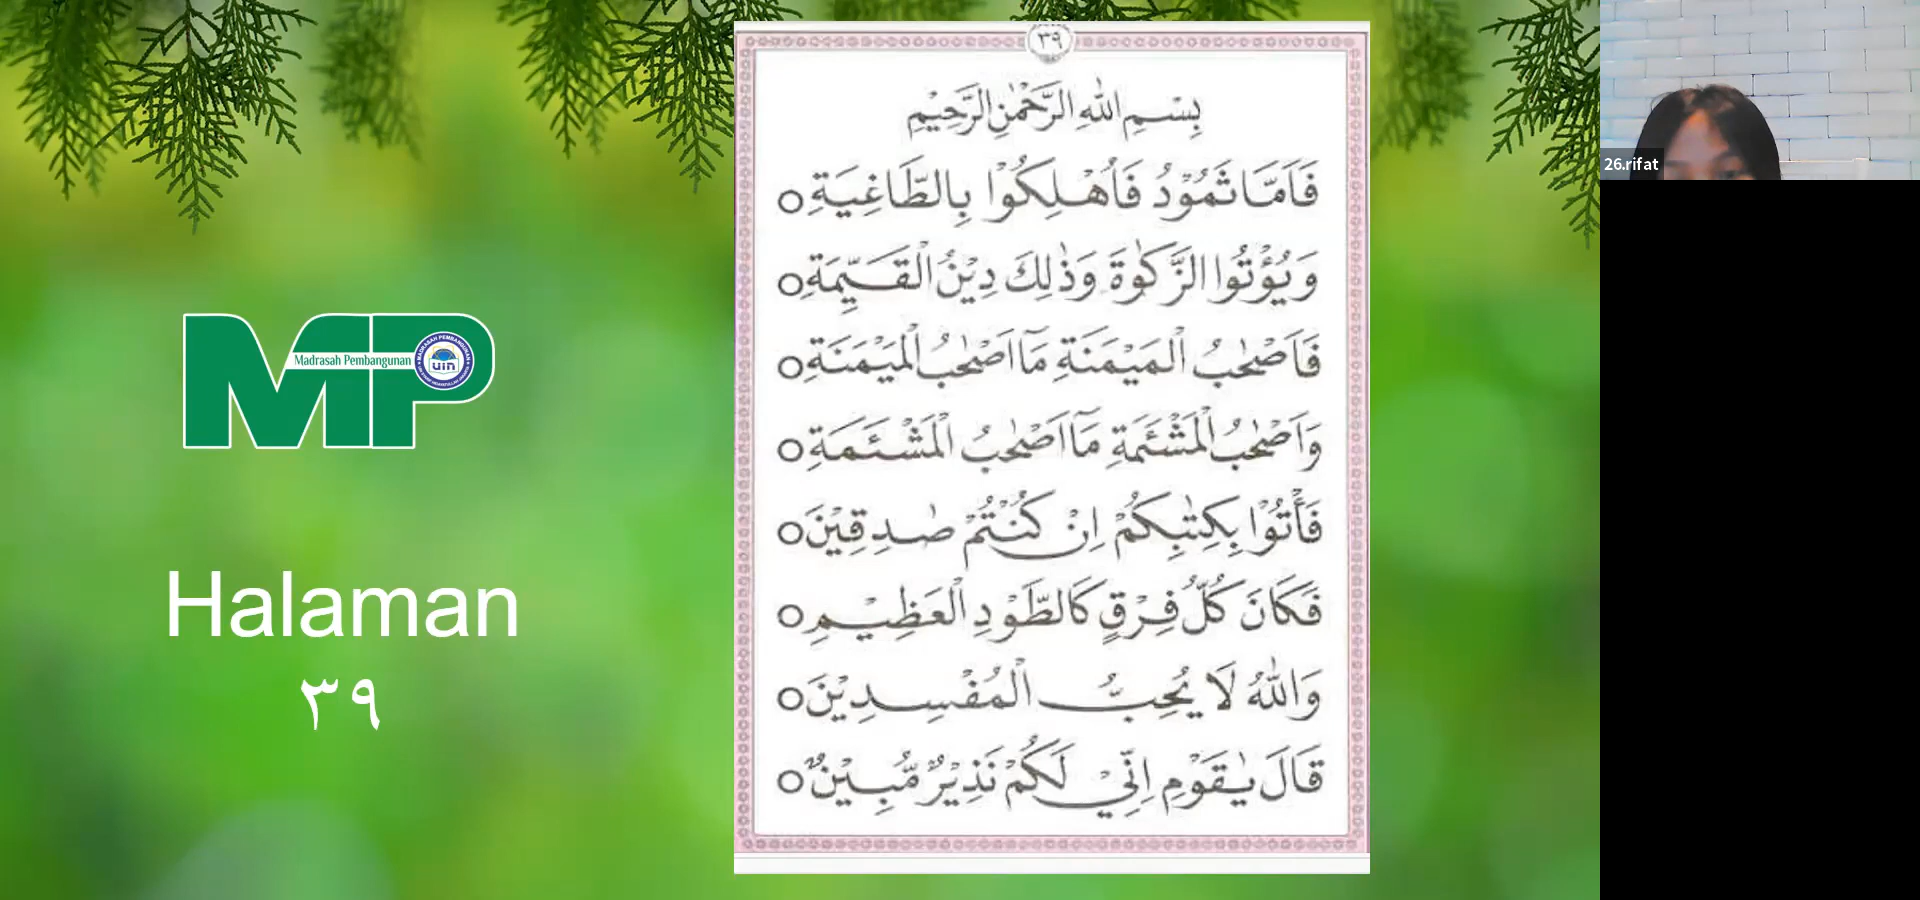 ٣٩
بِسْمِ اللّٰهِ الرَّحْمٰنِ الرَّحِيْمِ
فَاَمَّا ثَمُوْدُ فَاُهْلِكُوْا بِالطَّاغِيَةِ ○
وَيُؤْتُوا الزَّكٰوةَ وَذٰلِكَ دِيْنُ الْقَيِّمَةِ ○
فَاَصْحٰبُ الْمَيْمَنَةِ مَآ اَصْحٰبُ الْمَيْمَنَةِ ○
وَاَصْحٰبُ الْمَشْـَٔمَةِ مَآ اَصْحٰبُ الْمَشْـَٔمَةِ ○
فَأْتُوْا بِكِتٰبِكُمْ اِنْ كُنْتُمْ صٰدِقِيْنَ ○
فَكَانَ كُلُّ فِرْقٍ كَالطَّوْدِ الْعَظِيْمِ ○
وَاللّٰهُ لَا يُحِبُّ الْمُفْسِدِيْنَ ○
قَالَ يٰقَوْمِ اِنِّيْ لَكُمْ نَذِيْرٌ مُّبِيْنٌ ○
MP
Madrasah Pembangunan
uin
Halaman
٣٩
26.rifat